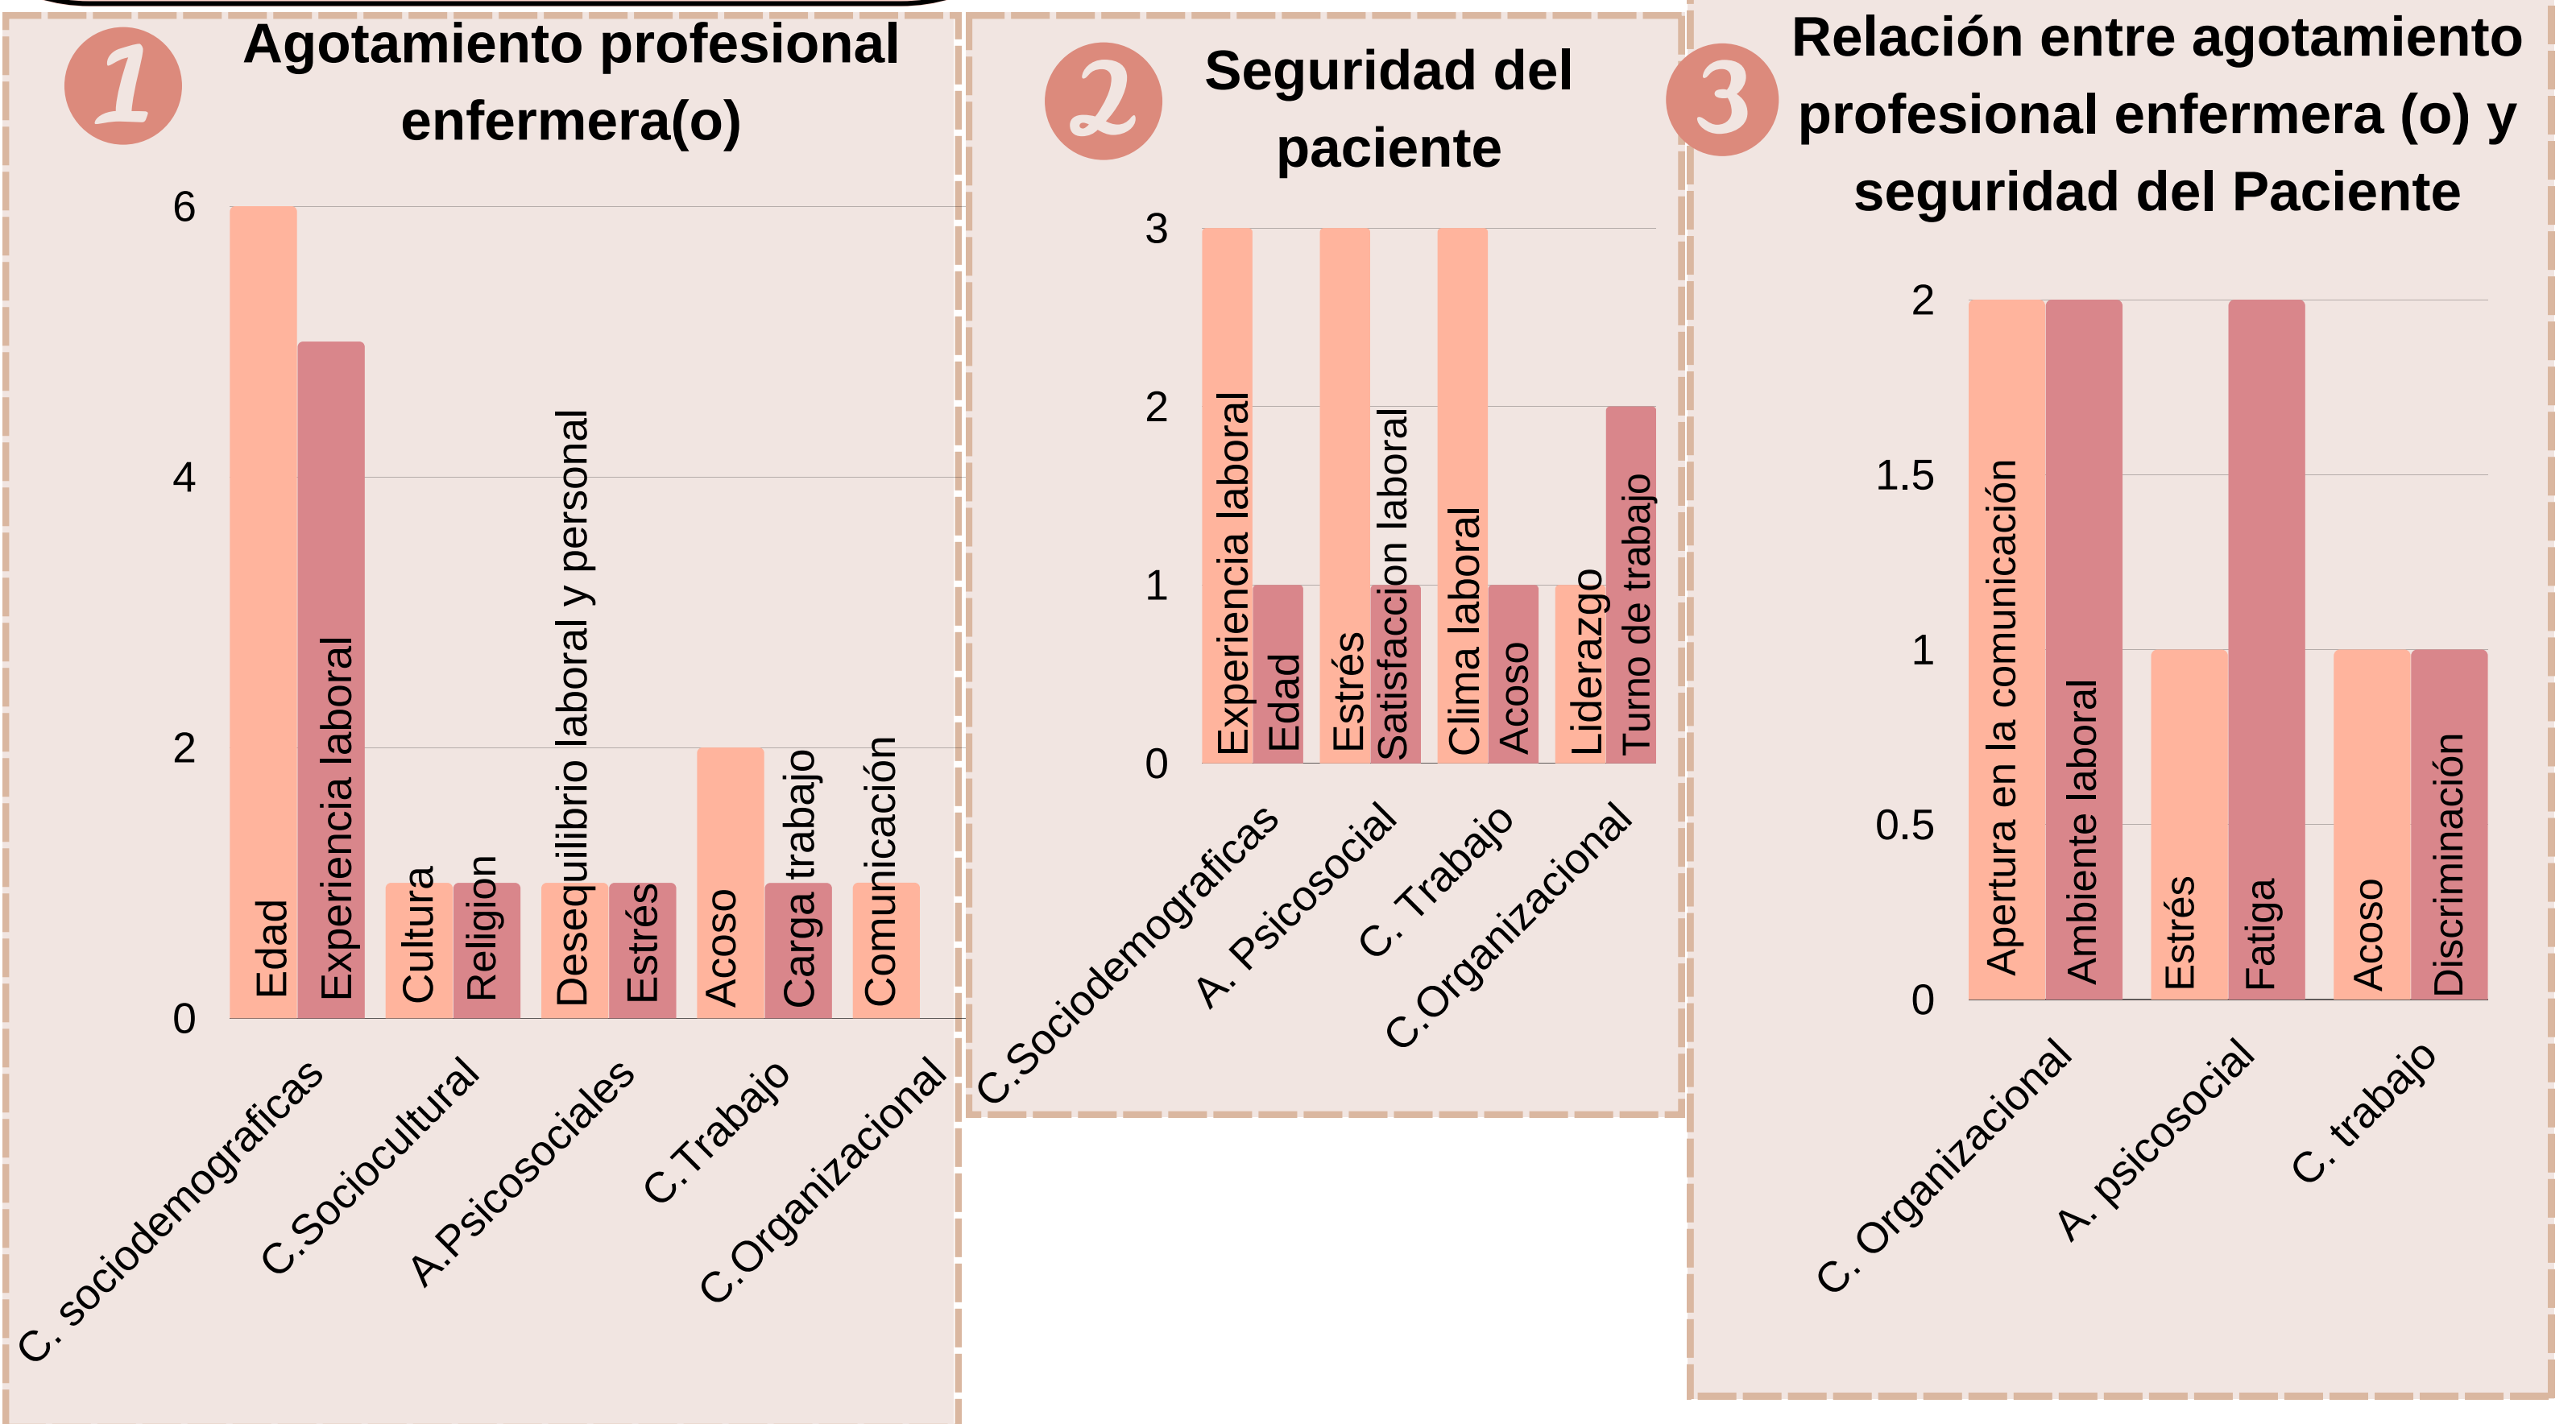 1
Agotamiento profesional
enfermera(o)
6
4
2
0
Edad
Experiencia laboral
Cultura
Religion
Desequilibrio laboral y personal
Estrés
Acoso
Carga trabajo
Comunicación
C. sociodemograficas
C.Sociocultural
A.Psicosociales
C.Trabajo
C.Organizacional
2
Seguridad del
paciente
3
2
1
0
Experiencia laboral
Edad
Estrés
Satisfaccion laboral
Clima laboral
Acoso
Liderazgo
Turno de trabajo
C.Sociodemograficas
A. Psicosocial
C. Trabajo
C.Organizacional
3
Relación entre agotamiento
profesional enfermera (o) y
seguridad del Paciente
2
1.5
1
0.5
0
Apertura en la comunicación
Ambiente laboral
Estrés
Fatiga
Acoso
Discriminación
C. Organizacional
A. psicosocial
C. trabajo